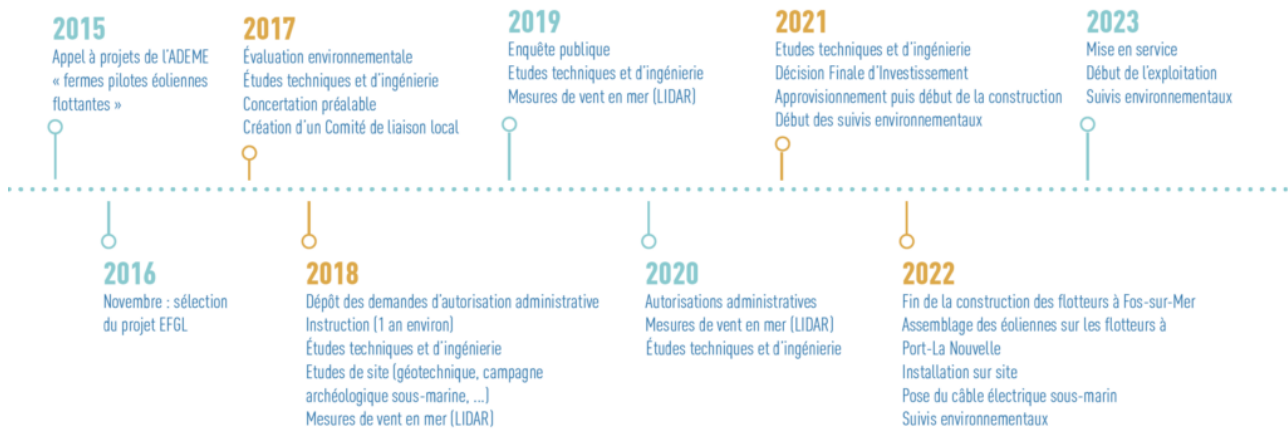 2015
Appel à projets de l'ADEME
« fermes pilotes éoliennes
flottantes »
2016
Novembre : sélection
du projet EFGL
2017
Évaluation environnementale
Études techniques et d'ingénierie
Concertation préalable
Création d'un Comité de liaison local
2018
Dépôt des demandes d'autorisation administrative
Instruction (1 an environ)
Études techniques et d'ingénierie
Etudes de site (géotechnique, campagne
archéologique sous-marine, ...)
Mesures de vent en mer (LIDAR)
2019
Enquête publique
Etudes techniques et d'ingénierie
Mesures de vent en mer (LIDAR)
2020
Autorisations administratives
Mesures de vent en mer (LIDAR)
Études techniques et d'ingénierie
2021
Etudes techniques et d'ingénierie
Décision Finale d'Investissement
Approvisionnement puis début de la construction
Début des suivis environnementaux
2022
Fin de la construction des flotteurs à Fos-sur-Mer
Assemblage des éoliennes sur les flotteurs à
Port-La Nouvelle
Installation sur site
Pose du câble électrique sous-marin
Suivis environnementaux
2023
Mise en service
Début de l'exploitation
Suivis environnementaux